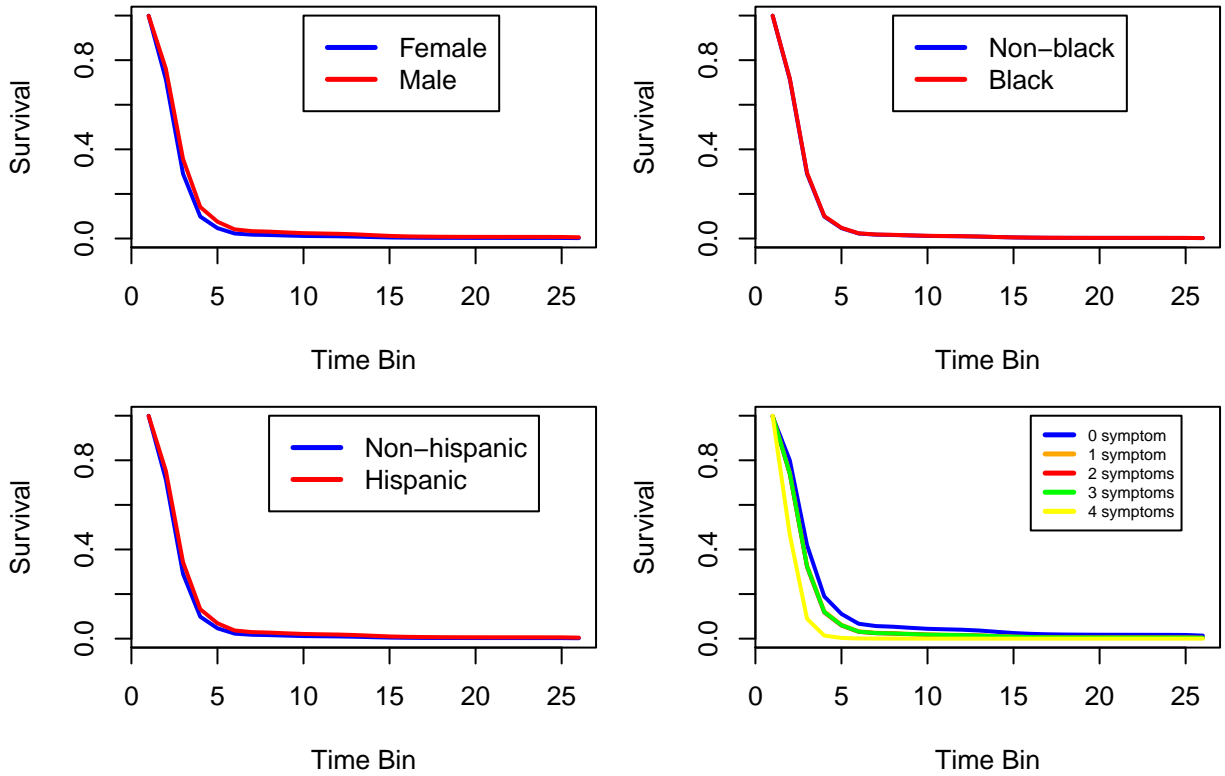 Survival
0.0 0.4 0.8
Female
Male
0 5 10 15 20 25
Time Bin
Survival
0.0 0.4 0.8
Non−black
Black
0 5 10 15 20 25
Time Bin
Survival
0.0 0.4 0.8
Non−hispanic
Hispanic
0 5 10 15 20 25
Time Bin
Survival
0.0 0.4 0.8
0 symptom
1 symptom
2 symptoms
3 symptoms
4 symptoms
0 5 10 15 20 25
Time Bin